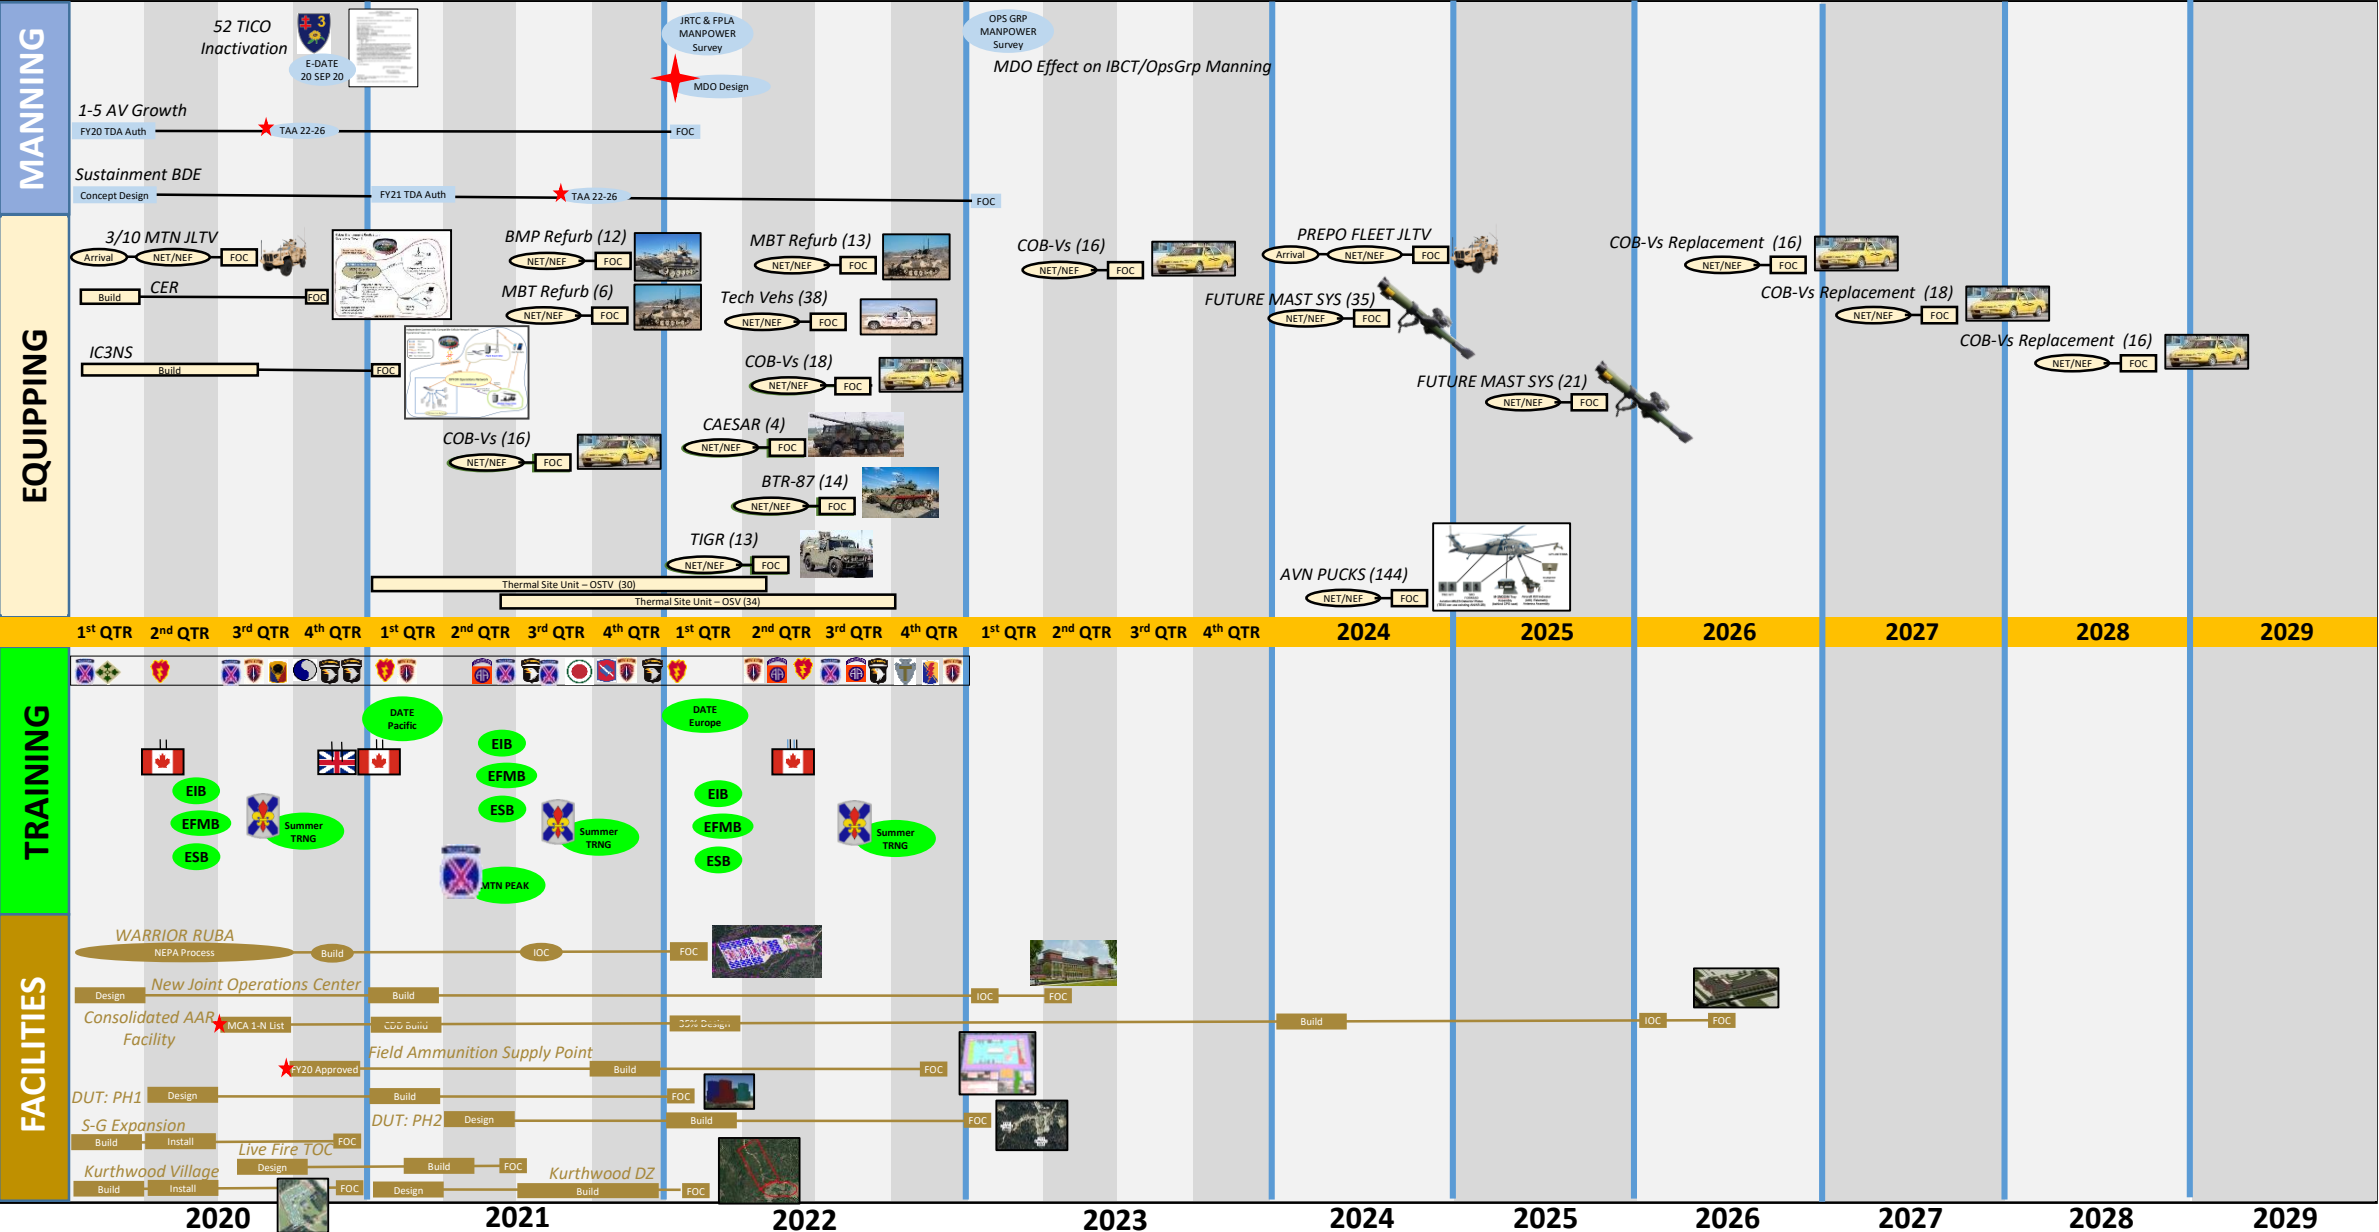 MANNING
52 TICO
Inactivation
3
E-DATE
20 SEP 20
JRTC & FPLA
MANPOWER
Survey
MDO Design
OPS GRP
MANPOWER
Survey
MDO Effect on IBCT/OpsGrp Manning
1-5 AV Growth
FY20 TDA Auth
TAA 22-26
FOC
Sustainment BDE
Concept Design
FY21 TDA Auth
TAA 22-26
FOC
EQUIPPING
3/10 MTN JLTV
Arrival
NET/NEF
FOC
CER
Build
FOC
IC3NS
Build
FOC
BMP Refurb (12)
NET/NEF
FOC
MBT Refurb (6)
NET/NEF
FOC
COB-Vs (16)
NET/NEF
FOC
MBT Refurb (13)
NET/NEF
FOC
Tech Vehs (38)
NET/NEF
FOC
COB-Vs (18)
NET/NEF
FOC
CAESAR (4)
NET/NEF
FOC
BTR-87 (14)
NET/NEF
FOC
TIGR (13)
NET/NEF
FOC
Thermal Site Unit – OSTV (30)
Thermal Site Unit – OSV (34)
COB-Vs (16)
NET/NEF
FOC
PREPO FLEET JLTV
Arrival
NET/NEF
FOC
FUTURE MAST SYS (35)
NET/NEF
FOC
FUTURE MAST SYS (21)
NET/NEF
FOC
AVN PUCKS (144)
NET/NEF
FOC
COB-Vs Replacement (16)
NET/NEF
FOC
COB-Vs Replacement (18)
NET/NEF
FOC
COB-Vs Replacement (16)
NET/NEF
FOC
1st QTR 2nd QTR 3rd QTR 4th QTR 1st QTR 2nd QTR 3rd QTR 4th QTR 1st QTR 2nd QTR 3rd QTR 4th QTR 1st QTR 2nd QTR 3rd QTR 4th QTR 2024 2025 2026 2027 2028 2029
TRAINING
DATE
Pacific
DATE
Europe
EIB
EFMB
ESB
Summer
TRNG
EIB
EFMB
ESB
Summer
TRNG
MTN PEAK
EIB
EFMB
ESB
Summer
TRNG
FACILITIES
WARRIOR RUBA
NEPA Process
Build
IOC
FOC
New Joint Operations Center
Design
Build
IOC
FOC
Consolidated AAR
Facility
MCA 1-N List
CDD Build
35% Design
Build
IOC
FOC
Field Ammunition Supply Point
FY20 Approved
Build
FOC
DUT: PH1
Design
Build
FOC
DUT: PH2
Design
Build
FOC
S-G Expansion
Build
Install
FOC
Live Fire TOC
Design
Build
FOC
Kurthwood Village
Build
Install
FOC
Kurthwood DZ
Design
Build
FOC
2020 2021 2022 2023 2024 2025 2026 2027 2028 2029